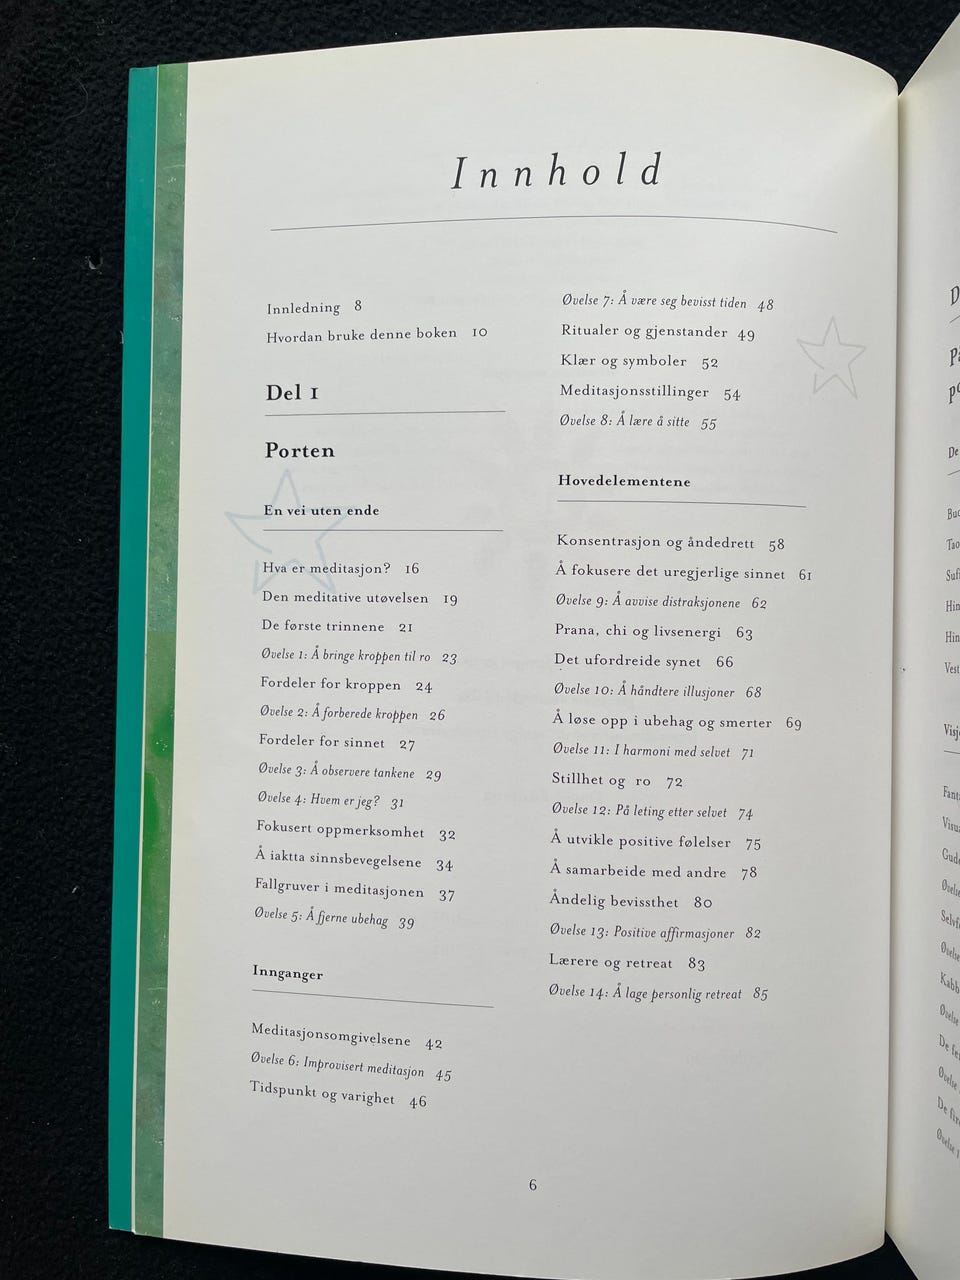 Innhold
Innledning 8
Hvordan bruke denne boken 10
Del 1
Porten
En vei uten ende
Hva er meditasjon? 16
Den meditative utøvelsen 19
De første trinnene 21
Øvelse 1: Å bringe kroppen til ro 23
Fordeler for kroppen 24
Øvelse 2: Å forberede kroppen 26
Fordeler for sinnet 27
Øvelse 3: Å observere tankene 29
Øvelse 4: Hvem er jeg? 31
Fokusert oppmerksomhet 32
Å iaktta sinnsbevegelsene 34
Fallgruver i meditasjonen 37
Øvelse 5: Å fjerne ubehag 39
Innganger
Meditasjonsomgivelsene 42
Øvelse 6: Improvisert meditasjon 45
Tidspunkt og varighet 46
Øvelse 7: Å være seg bevisst tiden 48
Ritualer og gjenstander 49
Klær og symboler 52
Meditasjonsstillinger 54
Øvelse 8: Å lære å sitte 55
Hovedelementene
Konsentrasjon og åndedrett 58
Å fokusere det uregjerlige sinnet 61
Øvelse 9: Å avvise distraksjonene 62
Prana, chi og livsenergi 63
Det ufordreide synet 66
Øvelse 10: Å håndtere illusjoner 68
Å løse opp i ubehag og smerter 69
Øvelse 11: I harmoni med selvet 71
Stillhet og ro 72
Øvelse 12: På leting etter selvet 74
Å utvikle positive følelser 75
Å samarbeide med andre 78
Åndelig bevissthet 80
Øvelse 13: Positive affirmasjoner 82
Lærere og retreat 83
Øvelse 14: Å lage personlig retreat 85
6